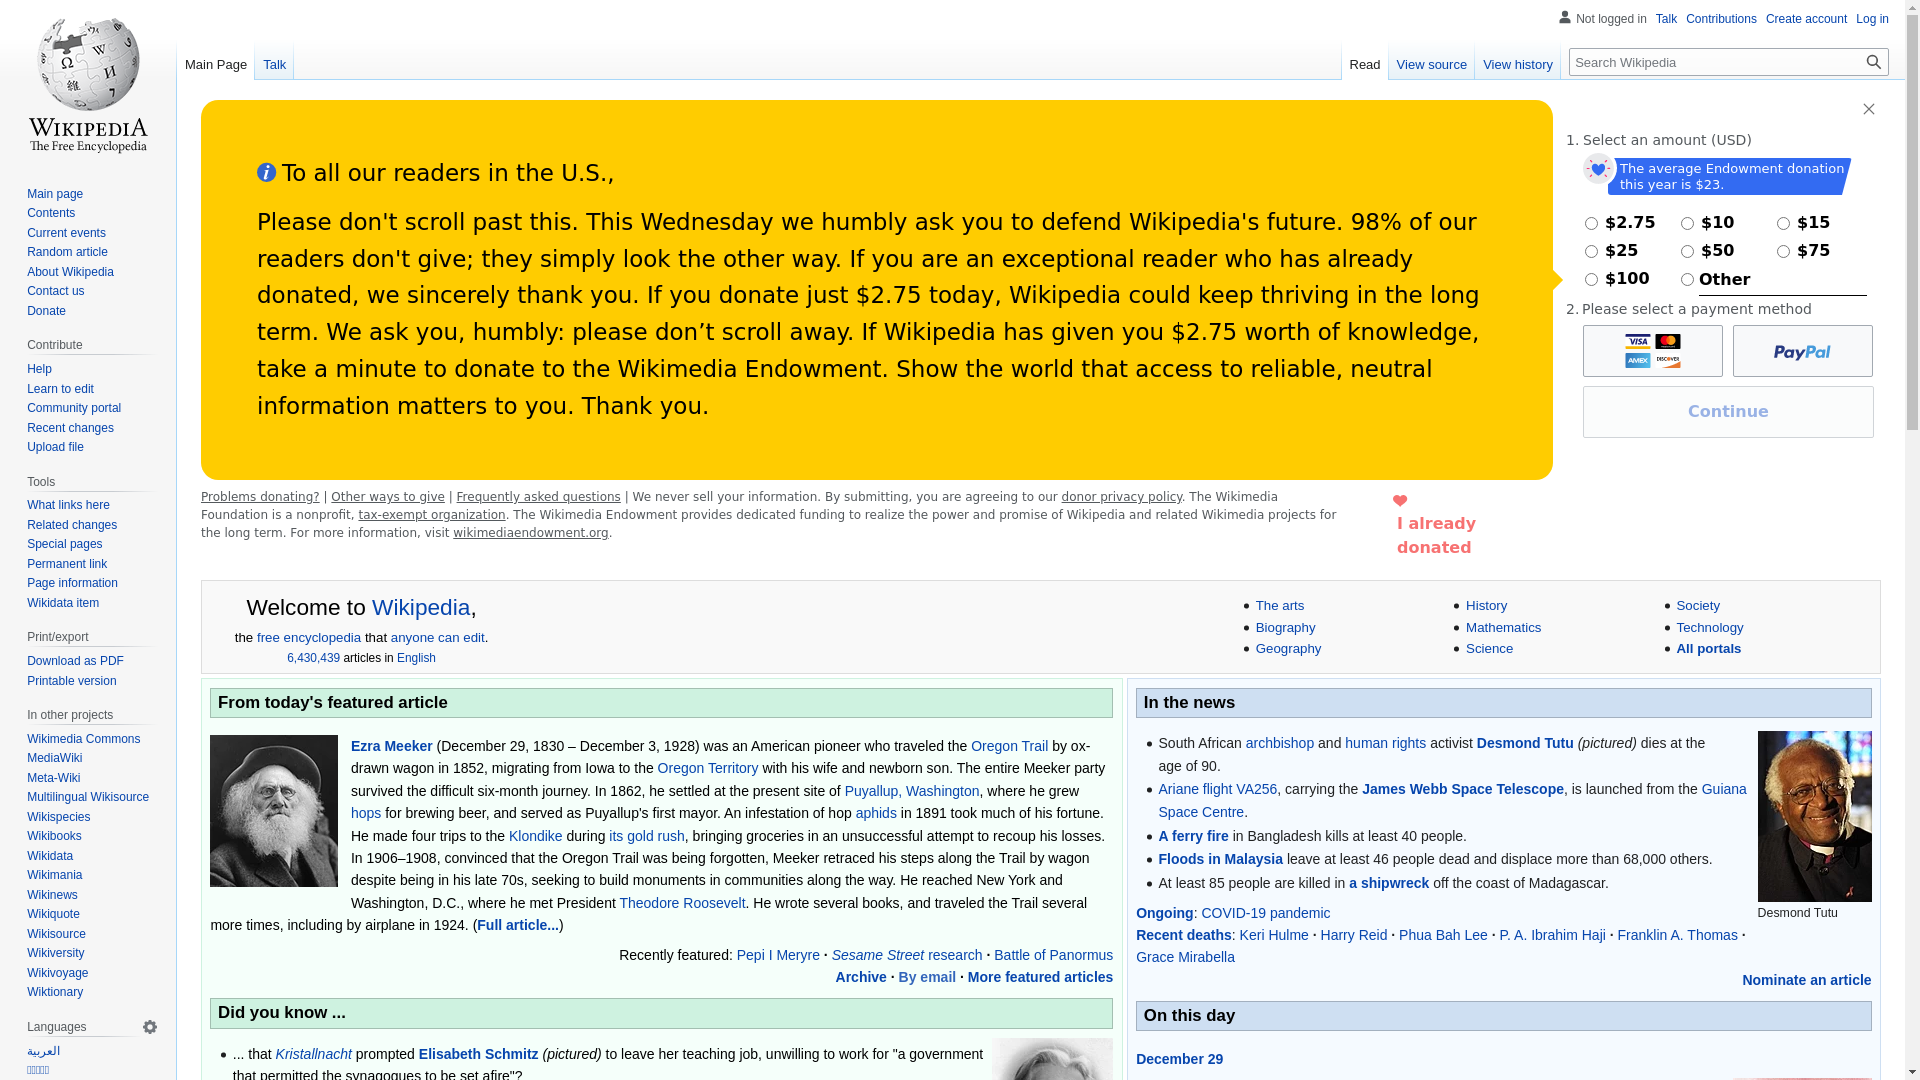 Not logged in Talk Contributions Create account Log in
Main Page Talk Read View source View history Search Wikipedia
WIKIPEDIA
The Free Encyclopedia
Main page
Contents
Current events
Random article
About Wikipedia
Contact us
Donate
Contribute
Help
Learn to edit
Community portal
Recent changes
Upload file
Tools
What links here
Related changes
Special pages
Permanent link
Page information
Wikidata item
Print/export
Download as PDF
Printable version
In other projects
Wikimedia Commons
MediaWiki
Meta-Wiki
Multilingual Wikisource
Wikispecies
Wikibooks
Wikidata
Wikimania
Wikinews
Wikiquote
Wikisource
Wikiversity
Wikivoyage
Wiktionary
Languages
العربية
To all our readers in the U.S.,
Please don't scroll past this. This Wednesday we humbly ask you to defend Wikipedia's future. 98% of our
readers don't give; they simply look the other way. If you are an exceptional reader who has already
donated, we sincerely thank you. If you donate just $2.75 today, Wikipedia could keep thriving in the long
term. We ask you, humbly: please don’t scroll away. If Wikipedia has given you $2.75 worth of knowledge,
take a minute to donate to the Wikimedia Endowment. Show the world that access to reliable, neutral
information matters to you. Thank you.
1. Select an amount (USD)
The average Endowment donation
this year is $23.
$2.75 $10 $15
$25 $50 $75
$100 Other
2. Please select a payment method
VISA MasterCard
AMEX DISCOVER
PayPal
Continue
Problems donating? | Other ways to give | Frequently asked questions | We never sell your information. By submitting, you are agreeing to our donor privacy policy. The Wikimedia
Foundation is a nonprofit, tax-exempt organization. The Wikimedia Endowment provides dedicated funding to realize the power and promise of Wikipedia and related Wikimedia projects for
the long term. For more information, visit wikimediaendowment.org.
I already
donated
Welcome to Wikipedia,
the free encyclopedia that anyone can edit.
6,430,439 articles in English
The arts
Biography
Geography
History
Mathematics
Science
Society
Technology
All portals
From today's featured article
Ezra Meeker (December 29, 1830 – December 3, 1928) was an American pioneer who traveled the Oregon Trail by ox-
drawn wagon in 1852, migrating from Iowa to the Oregon Territory with his wife and newborn son. The entire Meeker party
survived the difficult six-month journey. In 1862, he settled at the present site of Puyallup, Washington, where he grew
hops for brewing beer, and served as Puyallup's first mayor. An infestation of hop aphids in 1891 took much of his fortune.
He made four trips to the Klondike during its gold rush, bringing groceries in an unsuccessful attempt to recoup his losses.
In 1906–1908, convinced that the Oregon Trail was being forgotten, Meeker retraced his steps along the Trail by wagon
despite being in his late 70s, seeking to build monuments in communities along the way. He reached New York and
Washington, D.C., where he met President Theodore Roosevelt. He wrote several books, and traveled the Trail several
more times, including by airplane in 1924. (Full article...)
Recently featured: Pepi I Meryre · Sesame Street research · Battle of Panormus
Archive · By email · More featured articles
Did you know ...
... that Kristallnacht prompted Elisabeth Schmitz (pictured) to leave her teaching job, unwilling to work for "a government
that permitted the synagogues to be set afire"?
In the news
South African archbishop and human rights activist Desmond Tutu (pictured) dies at the
age of 90.
Ariane flight VA256, carrying the James Webb Space Telescope, is launched from the Guiana
Space Centre.
A ferry fire in Bangladesh kills at least 40 people.
Floods in Malaysia leave at least 46 people dead and displace more than 68,000 others.
At least 85 people are killed in a shipwreck off the coast of Madagascar.
Desmond Tutu
Ongoing: COVID-19 pandemic
Recent deaths: Keri Hulme · Harry Reid · Phua Bah Lee · P. A. Ibrahim Haji · Franklin A. Thomas ·
Grace Mirabella
Nominate an article
On this day
December 29